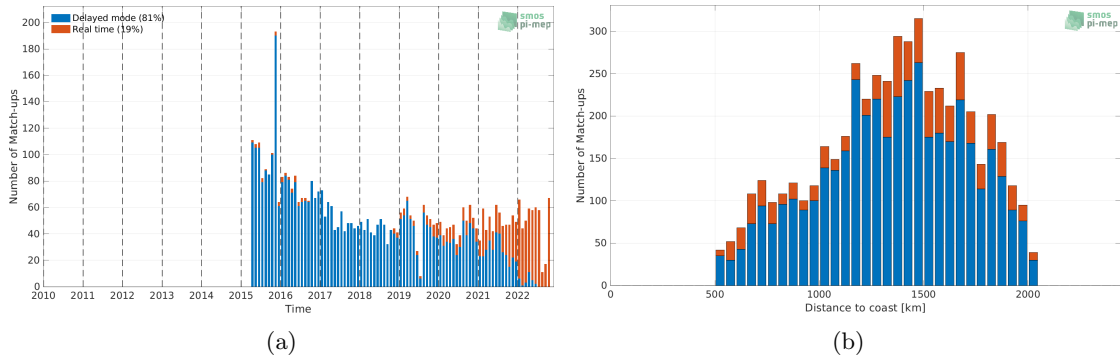 200
180
160
140
120
100
80
60
40
20
0
Number of Match-ups
Delayed mode (81%)
Real time (19%)
smos
pi-mep
2010 2011 2012 2013 2014 2015 2016 2017 2018 2019 2020 2021 2022
Time
(a)
300
250
200
150
100
50
0
Number of Match-ups
smos
pi-mep
0 500 1000 1500 2000
Distance to coast [km]
(b)